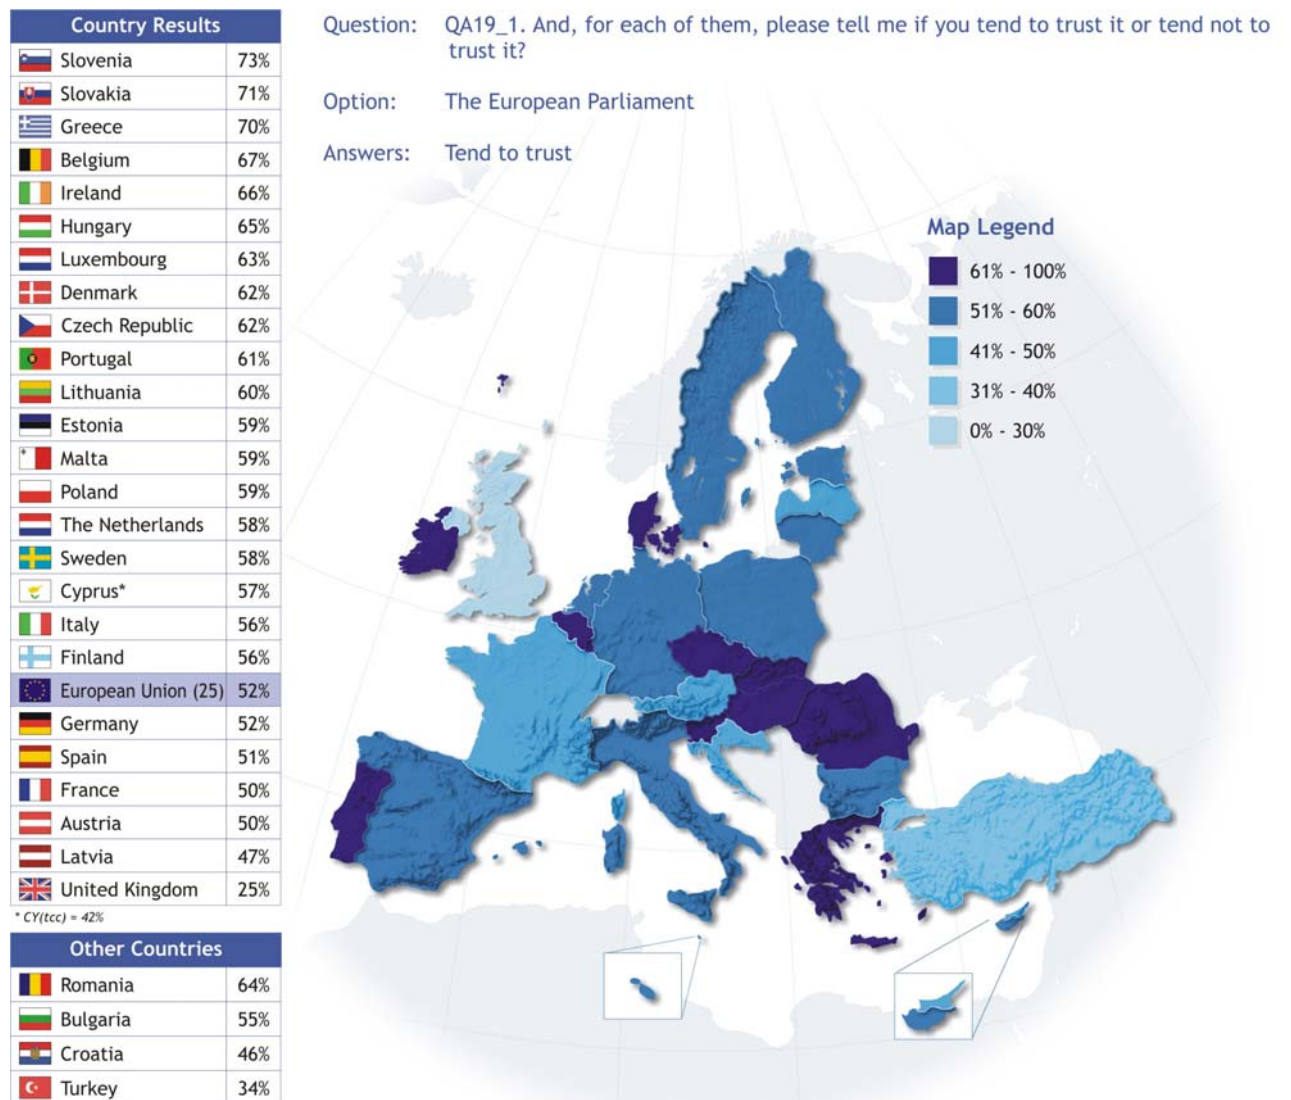 Country Results
Slovenia 73%
Slovakia 71%
Greece 70%
Belgium 67%
Ireland 66%
Hungary 65%
Luxembourg 63%
Denmark 62%
Czech Republic 62%
Portugal 61%
Lithuania 60%
Estonia 59%
Malta 59%
Poland 59%
The Netherlands 58%
Sweden 58%
Cyprus* 57%
Italy 56%
Finland 56%
European Union (25) 52%
Germany 52%
Spain 51%
France 50%
Austria 50%
Latvia 47%
United Kingdom 25%
* CY(tcc) = 42%
Other Countries
Romania 64%
Bulgaria 55%
Croatia 46%
Turkey 34%
Question: QA19_1. And, for each of them, please tell me if you tend to trust it or tend not to
trust it?
Option: The European Parliament
Answers: Tend to trust
Map Legend
61% - 100%
51% - 60%
41% - 50%
31% - 40%
0% - 30%